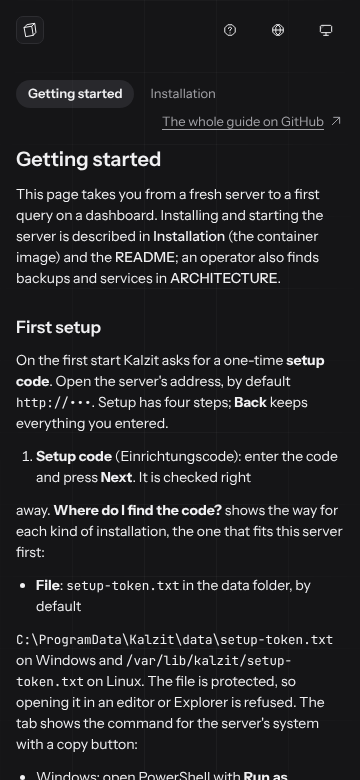 Getting started
Installation
The whole guide on GitHub
Getting started
This page takes you from a fresh server to a first
query on a dashboard. Installing and starting the
server is described in Installation (the container
image) and the README; an operator also finds
backups and services in ARCHITECTURE.
First setup
On the first start Kalzit asks for a one-time setup
code. Open the server's address, by default
http://•••. Setup has four steps; Back keeps
everything you entered.
1. Setup code (Einrichtungscode): enter the code
and press Next. It is checked right
away. Where do I find the code? shows the way for
each kind of installation, the one that fits this server
first:
• File: setup-token.txt in the data folder, by
default
C:\ProgramData\Kalzit\data\setup-token.txt
on Windows and /var/lib/kalzit/setup-
token.txt on Linux. The file is protected, so
opening it in an editor or Explorer is refused. The
tab shows the command for the server's system
with a copy button:
• Windows: open PowerShell with Run as